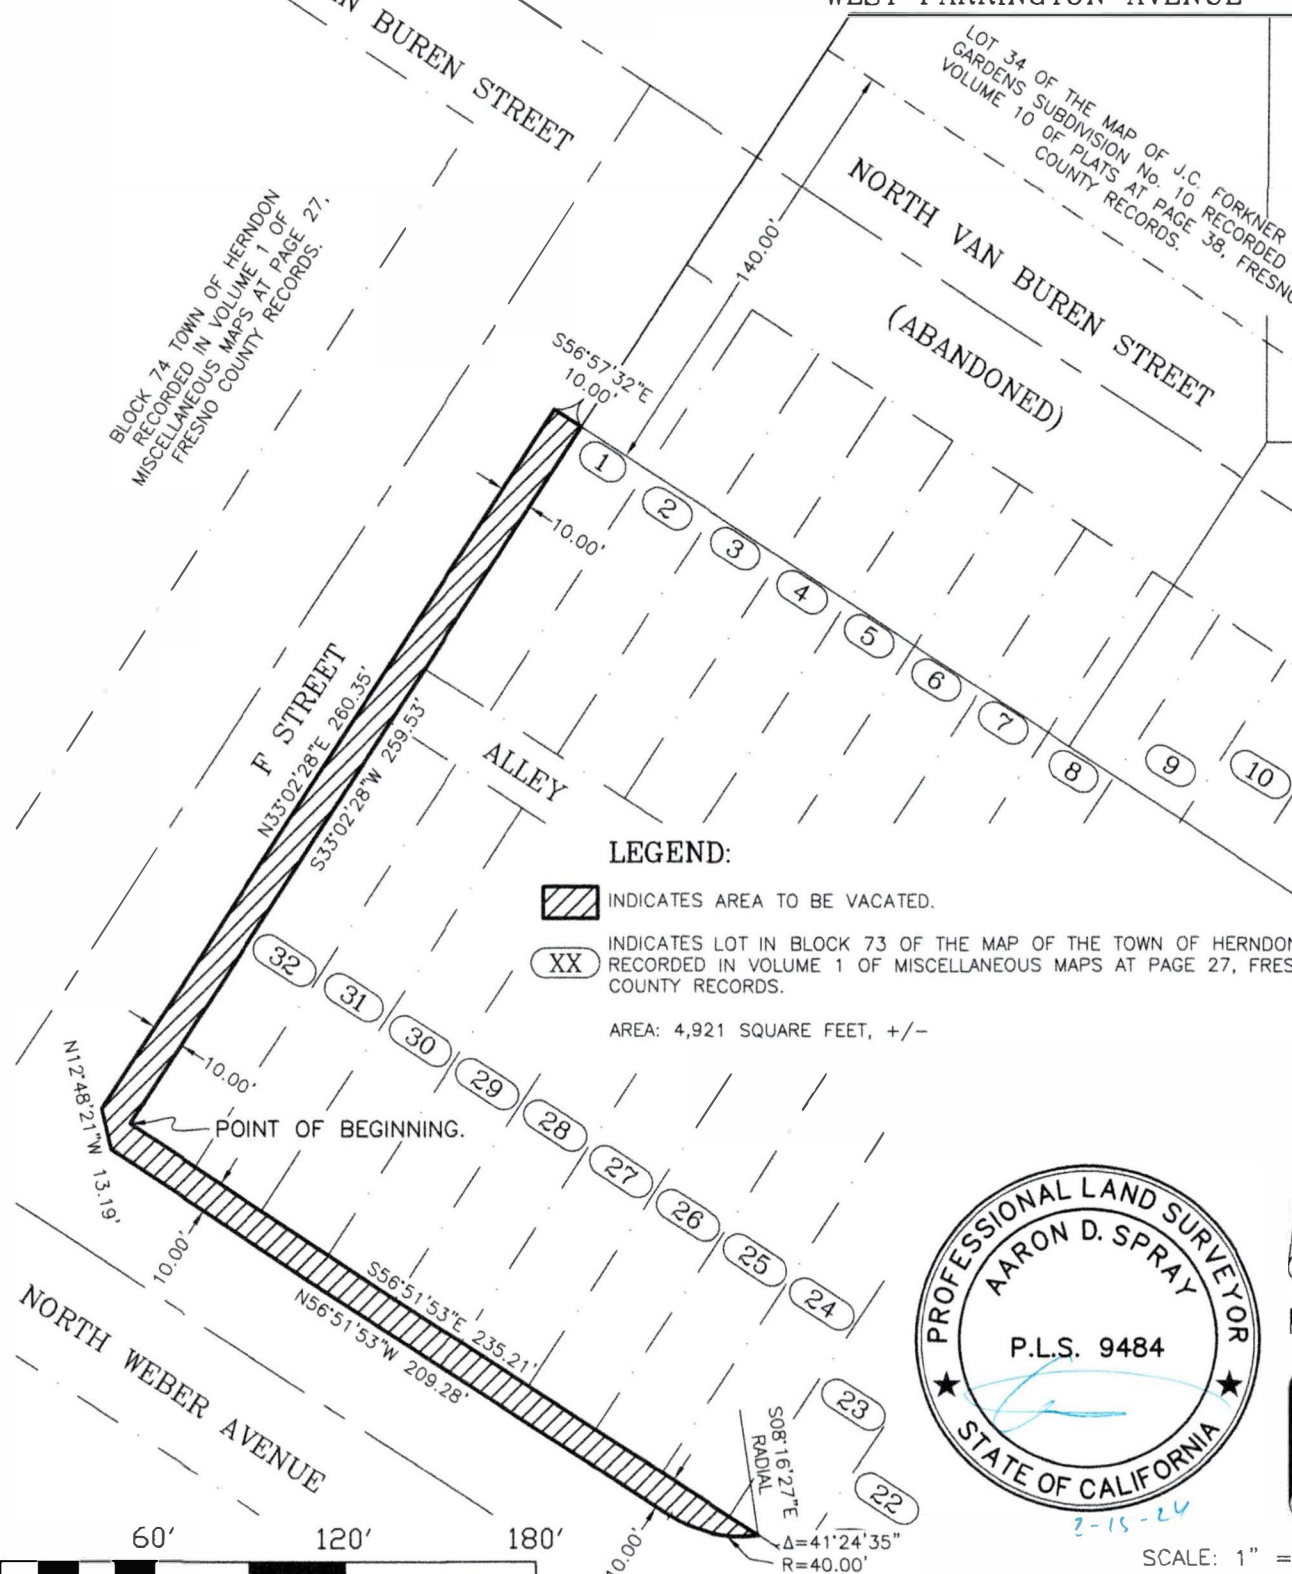 BUREN STREET
LOT 34 OF THE MAP OF J.C. FORKNER
GARDENS SUBDIVISION No. 10 RECORDED
VOLUME 10 OF PLATS AT PAGE 38, FRESNO
COUNTY RECORDS.
NORTH VAN BUREN STREET
(ABANDONED)
140.00'
BLOCK 74 TOWN OF HERNDON
RECORDED IN VOLUME 1 OF
MISCELLANEOUS MAPS AT PAGE 27,
FRESNO COUNTY RECORDS.
S56°57'32"E
10.00'
1
2
3
4
5
6
7
8
9
10
10.00'
F STREET
N33°02'28"E 260.35'
S33°02'28"W 259.53'
ALLEY
LEGEND:
INDICATES AREA TO BE VACATED.
XX
INDICATES LOT IN BLOCK 73 OF THE MAP OF THE TOWN OF HERNDON
RECORDED IN VOLUME 1 OF MISCELLANEOUS MAPS AT PAGE 27,
COUNTY RECORDS.
AREA: 4,921 SQUARE FEET, +/-
32
31
30
29
28
27
26
25
24
23
22
10.00'
N12°48'21"W 13.19'
POINT OF BEGINNING.
10.00'
S56°51'53"E 235.21'
N56°51'53"W 209.28'
NORTH WEBER AVENUE
S08°16'27"E
RADIAL
Δ=41°24'35"
R=40.00'
PROFESSIONAL LAND SURVEYOR
AARON D. SPRAY
P.L.S. 9484
STATE OF CALIFORNIA
2-15-24
60' 120' 180'
SCALE: 1" =